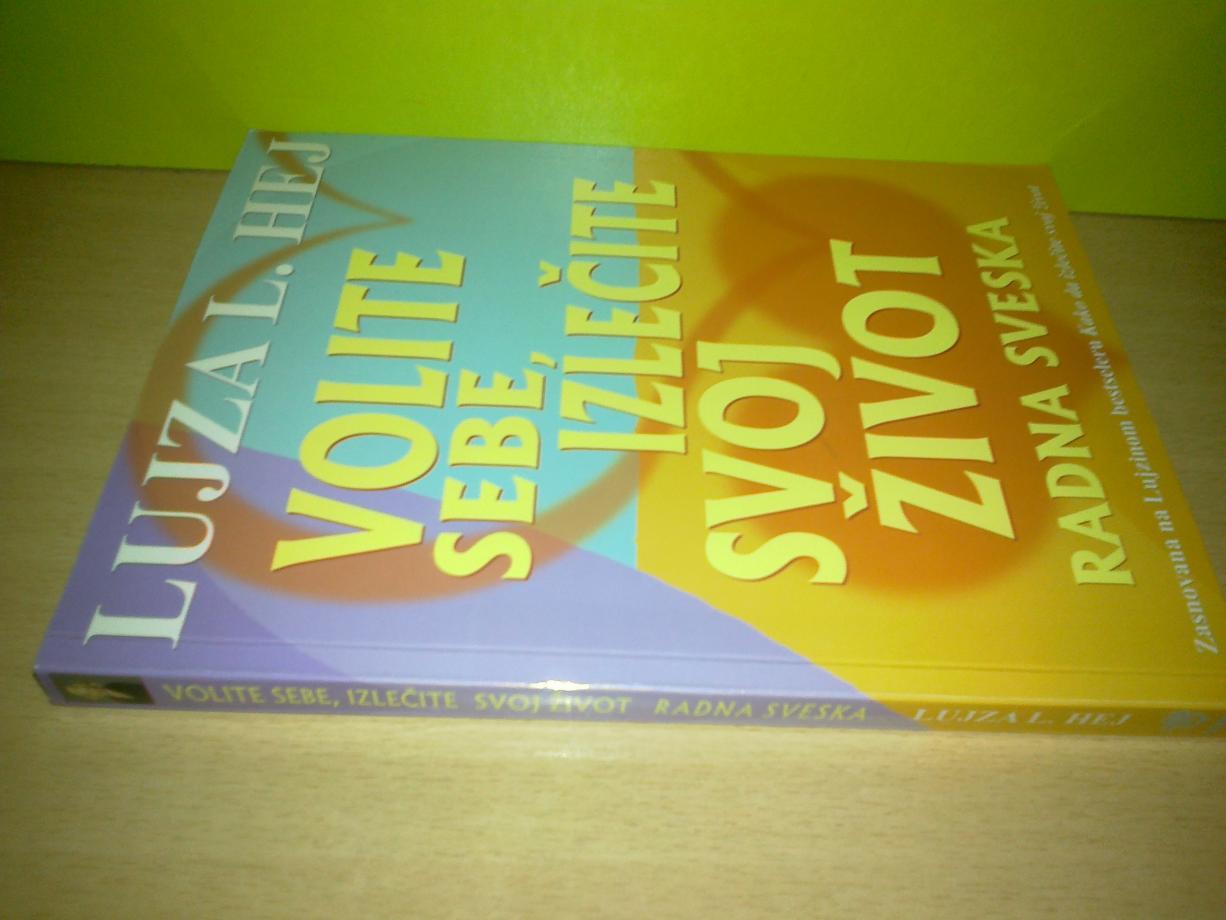 LUJZA L. HEJ
VOLITE
SEBE,
IZLEČITE
SVOJ
ŽIVOT
RADNA SVESKA
Zasnovana na Lujzinom bestseleru Kako da izlečite svoj život
VOLITE SEBE, IZLEČITE SVOJ ŽIVOT RADNA SVESKA LUJZA L. HEJ